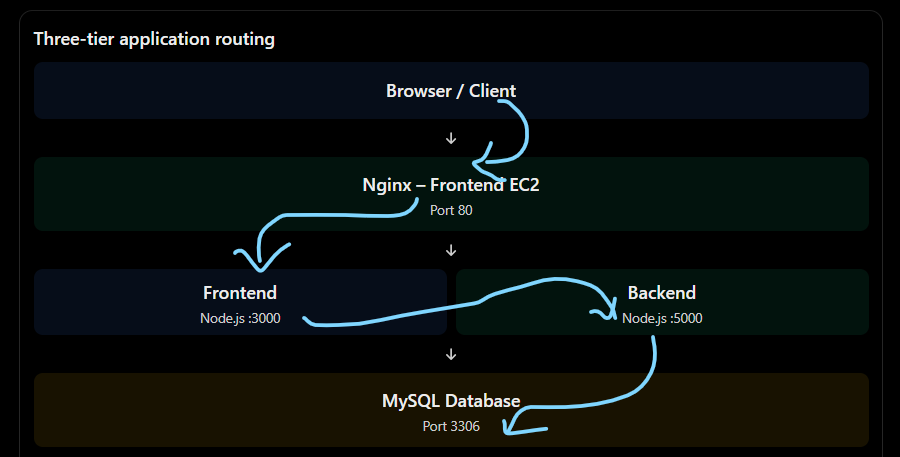 Three-tier application routing
Browser / Client
↓
Nginx – Frontend EC2
Port 80
↓
Frontend
Node.js :3000
Backend
Node.js :5000
↓
MySQL Database
Port 3306